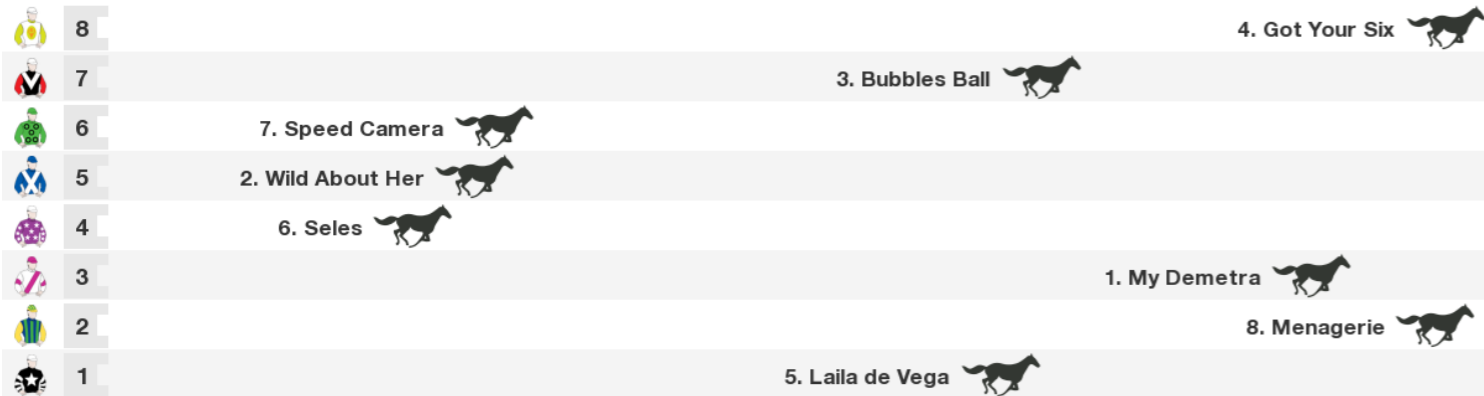 8 4. Got Your Six
7 3. Bubbles Ball
6 7. Speed Camera
5 2. Wild About Her
4 6. Seles
3 1. My Demetra
2 8. Menagerie
1 5. Laila de Vega